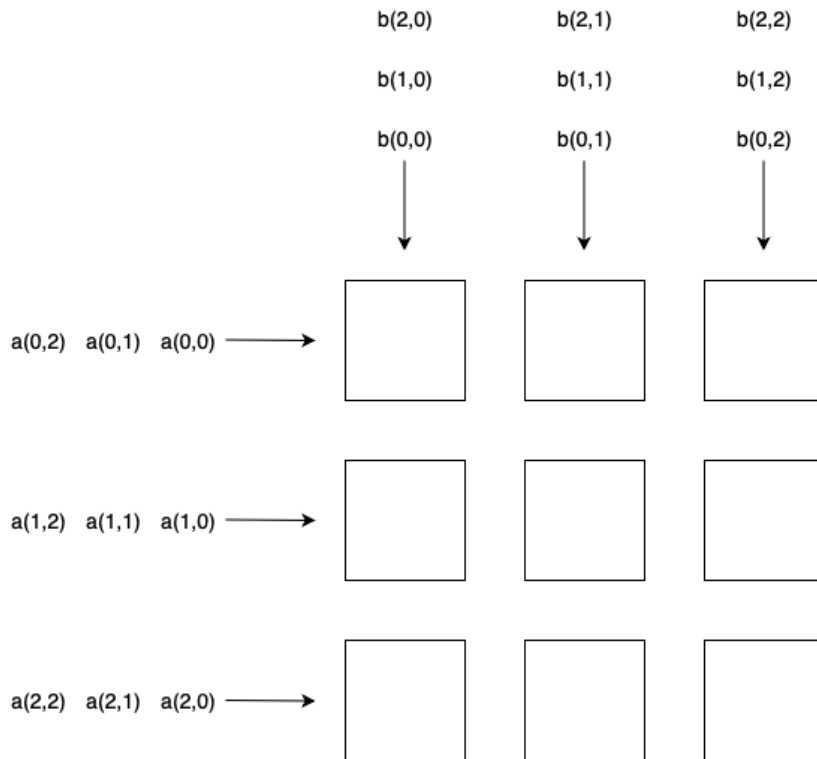 b(2,0) b(2,1) b(2,2)
b(1,0) b(1,1) b(1,2)
b(0,0) b(0,1) b(0,2)
a(0,2) a(0,1) a(0,0)
a(1,2) a(1,1) a(1,0)
a(2,2) a(2,1) a(2,0)